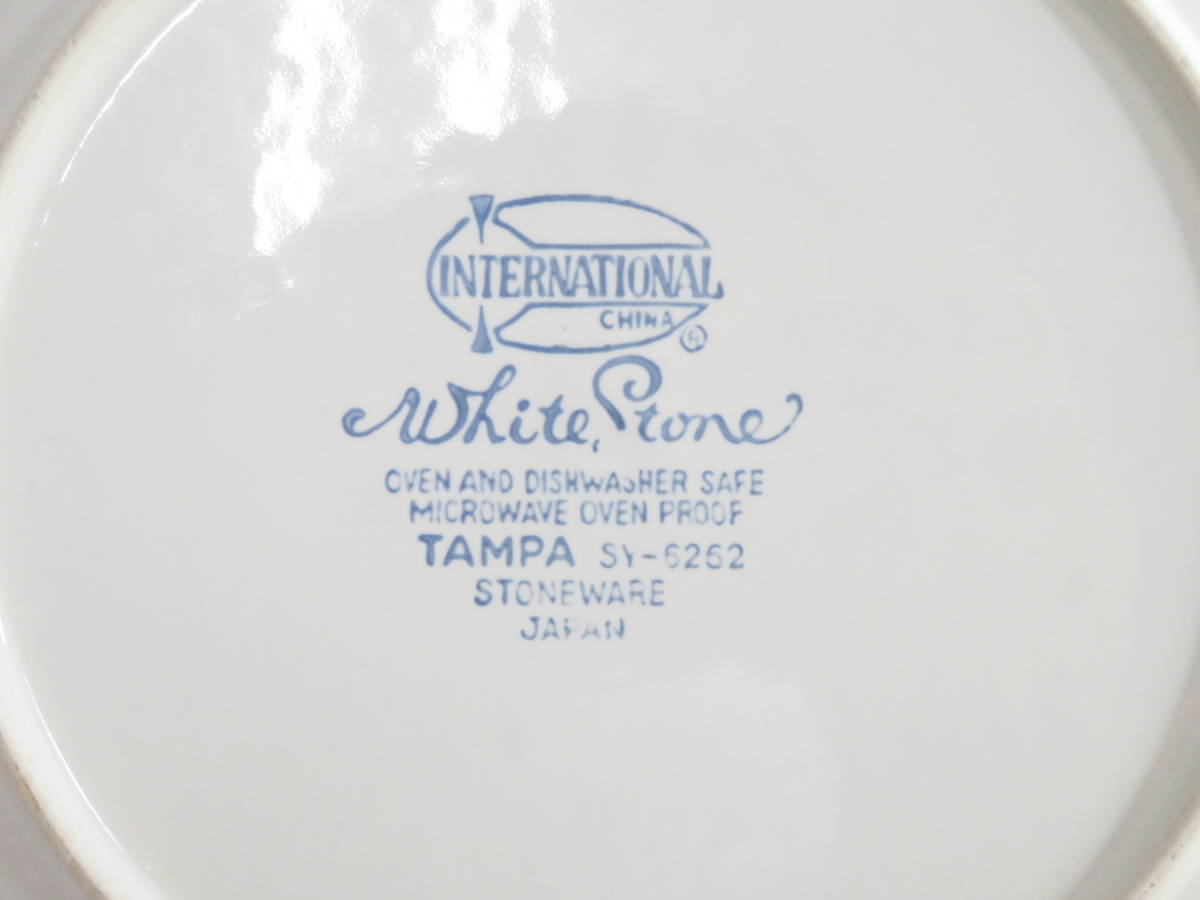 INTERNATIONAL
CHINA ®
White Stone
OVEN AND DISHWASHER SAFE
MICROWAVE OVEN PROOF
TAMPA SY-6262
STONEWARE
JAPAN